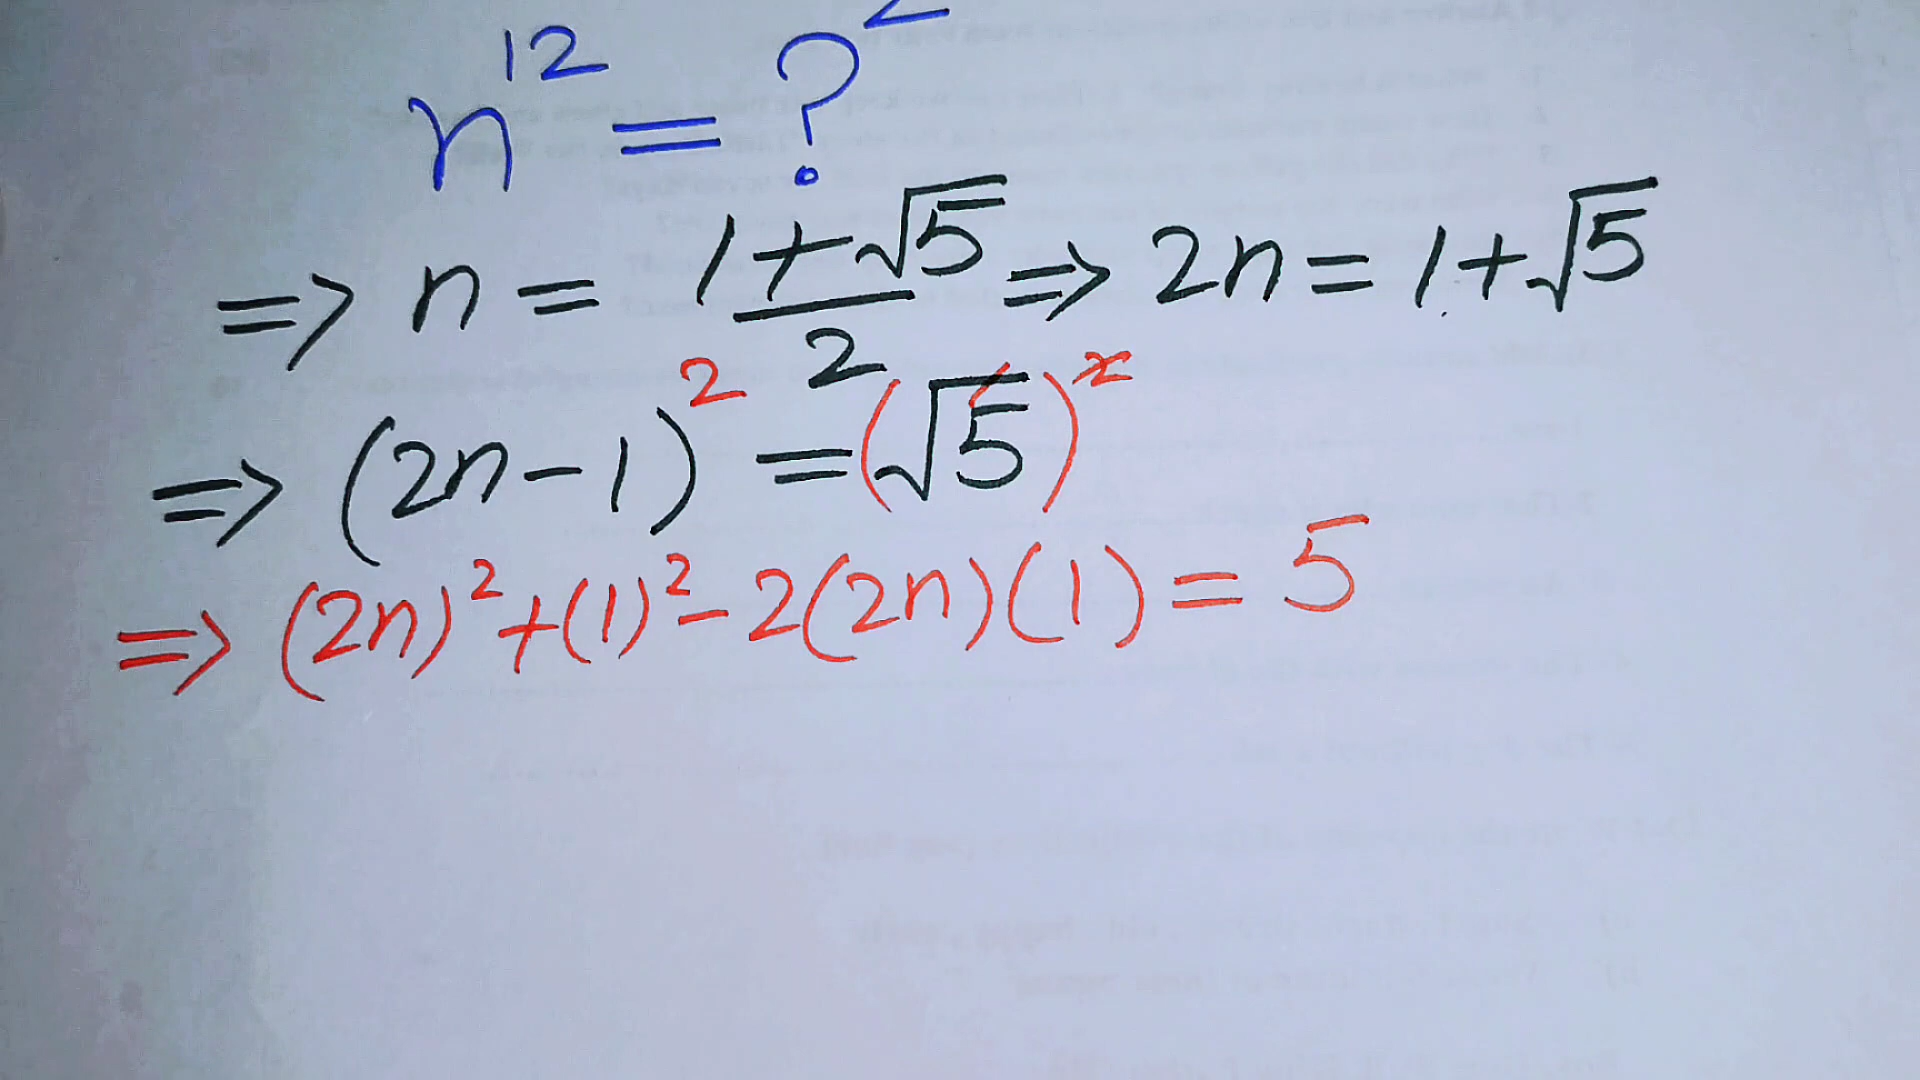 n¹² = ?
⇒ n = (1+√5)/2 ⇒ 2n = 1+√5
⇒ (2n-1)² = (√5)²
⇒ (2n)²+(1)²-2(2n)(1) = 5